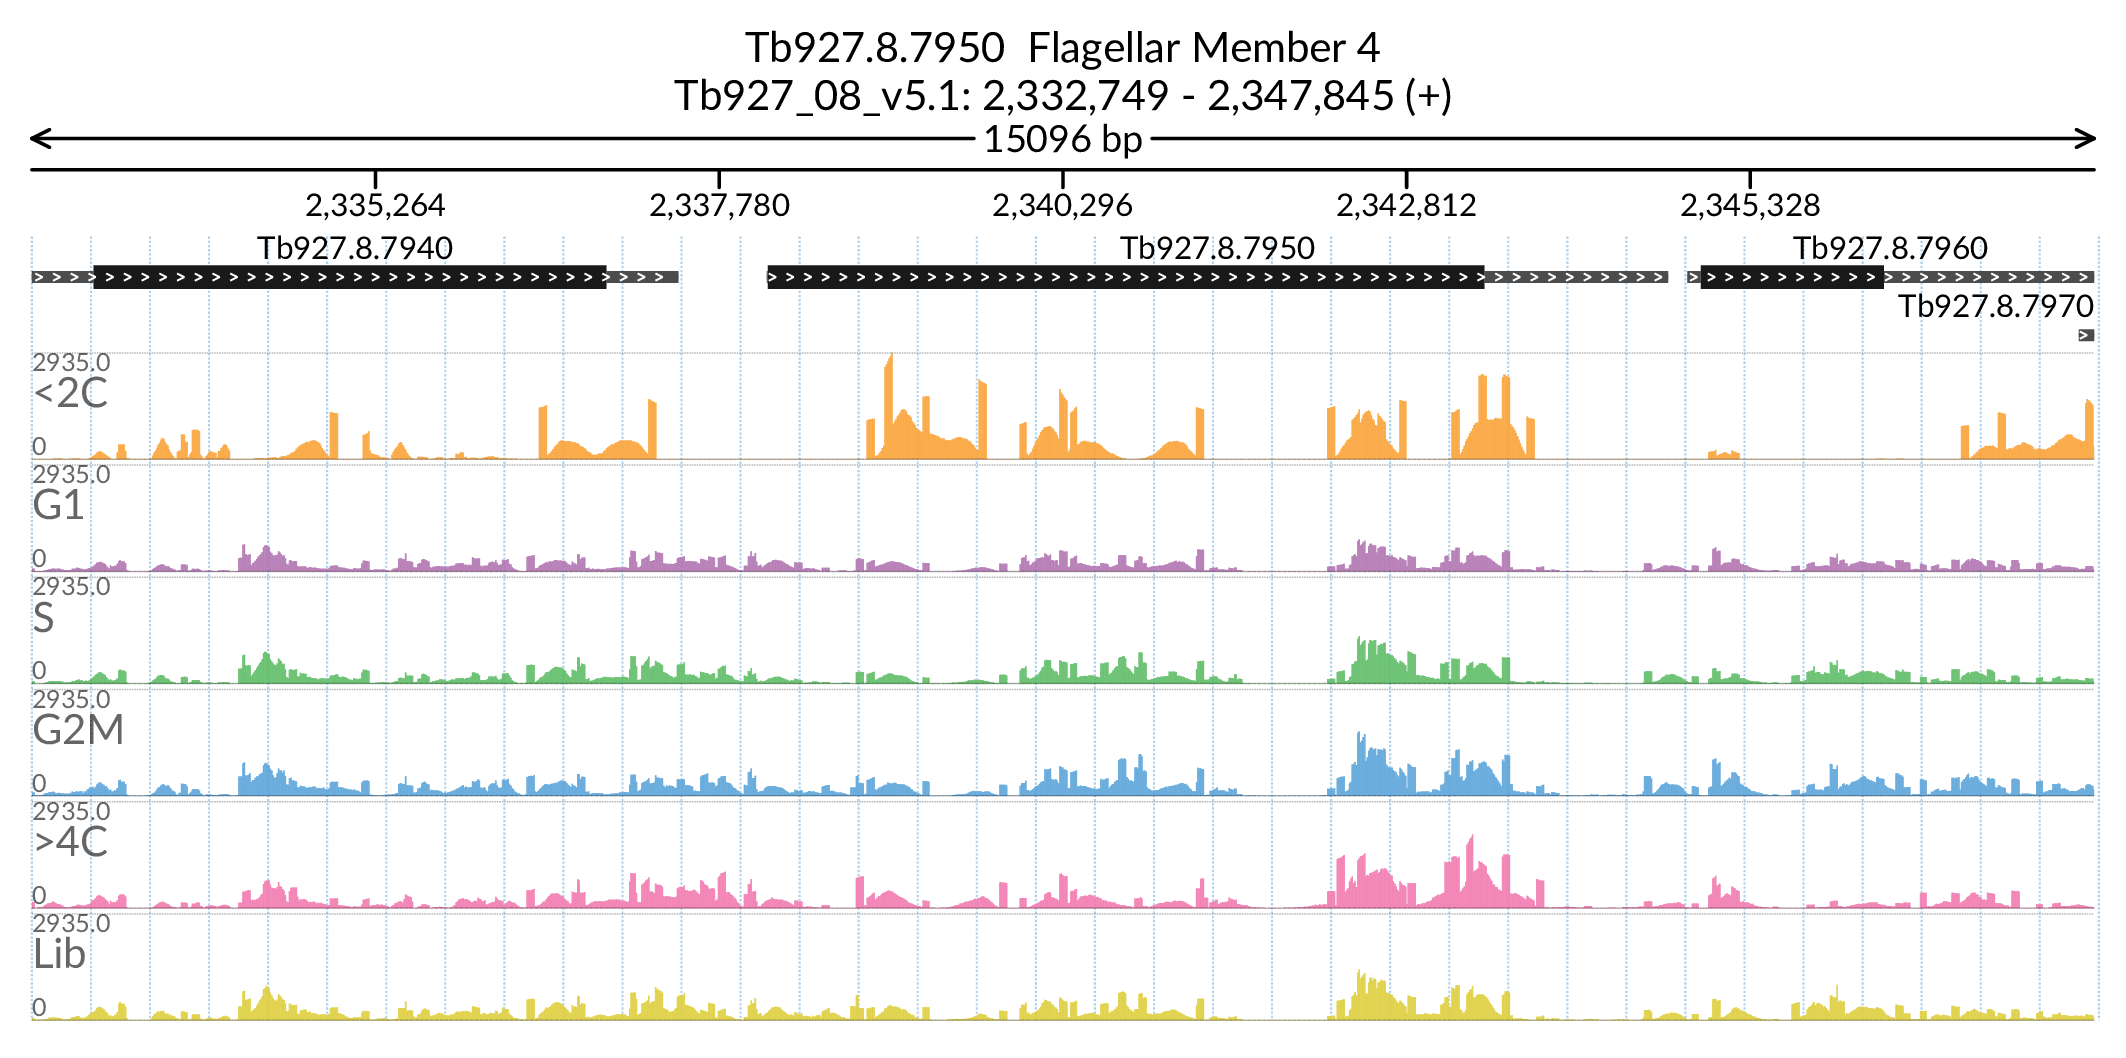 Tb927.8.7950  Flagellar Member 4
Tb927_08_v5.1: 2,332,749 - 2,347,845 (+)
15096 bp
2,335,264 2,337,780 2,340,296 2,342,812 2,345,328
Tb927.8.7940 Tb927.8.7950 Tb927.8.7960
Tb927.8.7970
2935.0
<2C
0
2935.0
G1
0
2935.0
S
0
2935.0
G2M
0
2935.0
>4C
0
2935.0
Lib
0